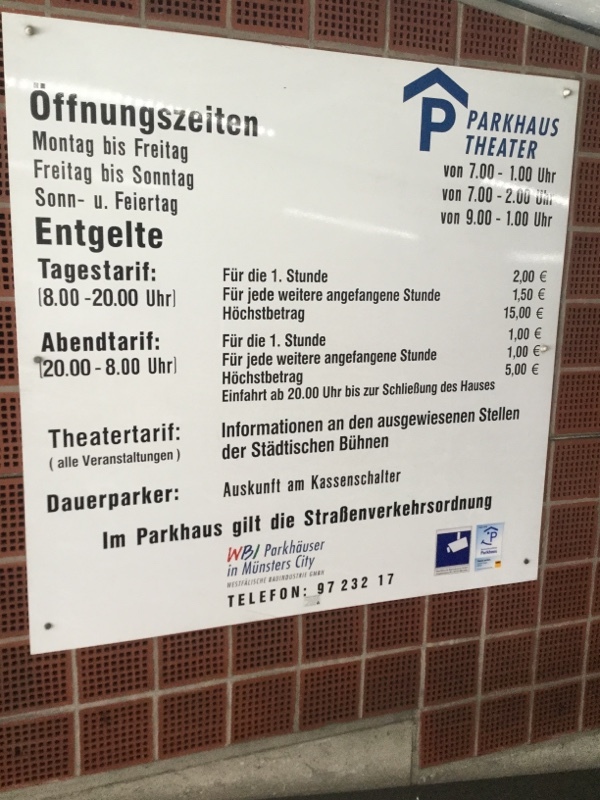 Öffnungszeiten
P PARKHAUS
THEATER
Montag bis Freitag von 7.00 - 1.00 Uhr
Freitag bis Sonntag von 7.00 - 2.00 Uhr
Sonn- u. Feiertag von 9.00 - 1.00 Uhr
Entgelte
Tagestarif: Für die 1. Stunde 2,00 €
(8.00 -20.00 Uhr) Für jede weitere angefangene Stunde 1,50 €
Höchstbetrag 15,00 €
Abendtarif: Für die 1. Stunde 1,00 €
(20.00 - 8.00 Uhr) Für jede weitere angefangene Stunde 1,00 €
Höchstbetrag 5,00 €
Einfahrt ab 20.00 Uhr bis zur Schließung des Hauses
Theatertarif: Informationen an den ausgewiesenen Stellen
( alle Veranstaltungen ) der Städtischen Bühnen
Dauerparker: Auskunft am Kassenschalter
Im Parkhaus gilt die Straßenverkehrsordnung
WBI Parkhäuser
in Münsters City
WESTFÄLISCHE BAUINDUSTRIE GMBH
TELEFON: 97 232 17